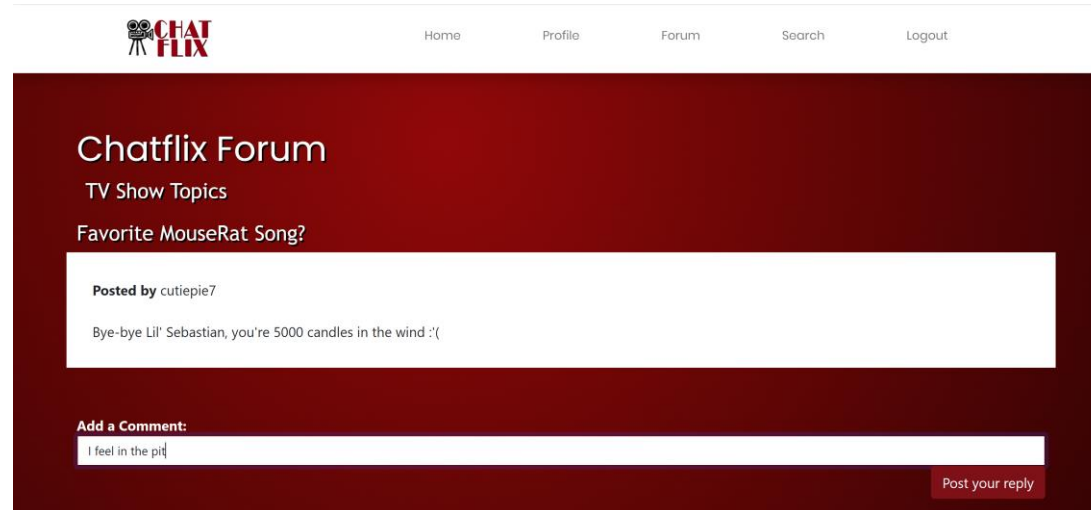 CHAT
FLIX
Home Profile Forum Search Logout
Chatflix Forum
TV Show Topics
Favorite MouseRat Song?
Posted by cutiepie7
Bye-bye Lil' Sebastian, you're 5000 candles in the wind :'(
Add a Comment:
I feel in the pit
Post your reply